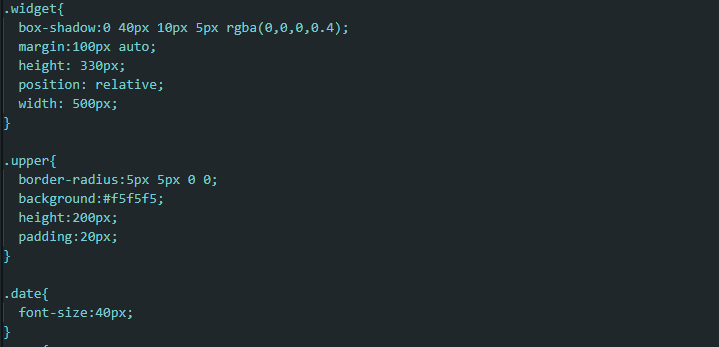 .widget{
box-shadow:0 40px 10px 5px rgba(0,0,0,0.4);
margin:100px auto;
height: 330px;
position: relative;
width: 500px;
}
.upper{
border-radius:5px 5px 0 0;
background:#f5f5f5;
height:200px;
padding:20px;
}
.date{
font-size:40px;
}